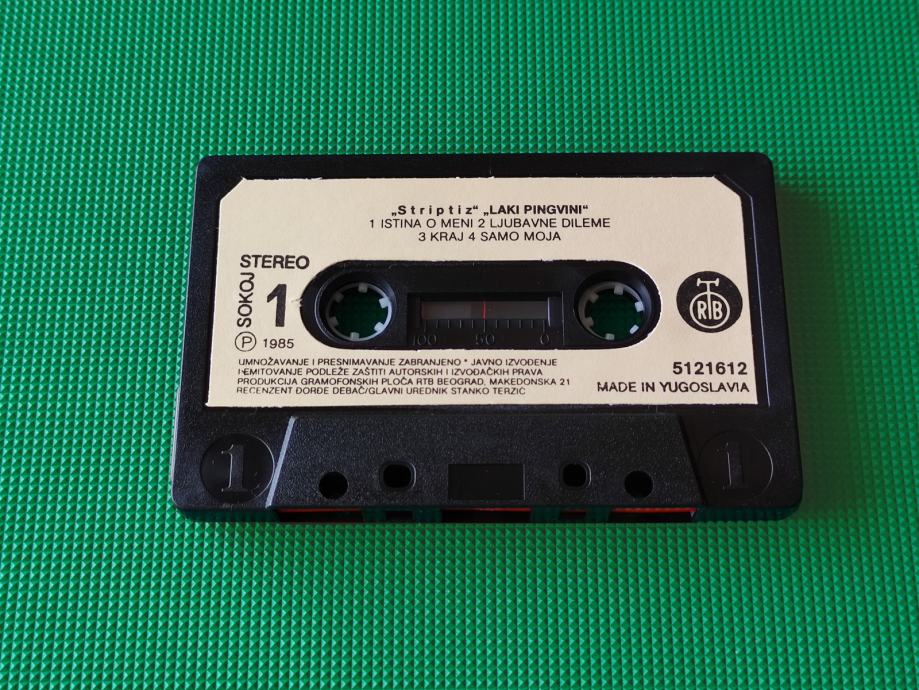 „Striptiz“ „LAKI PINGVINI“
1 ISTINA O MENI 2 LJUBAVNE DILEME
3 KRAJ 4 SAMO MOJA
STEREO
SOKOJ
1
Ⓟ 1985
RTB
UMNOŽAVANJE I PRESNIMAVANJE ZABRANJENO * JAVNO IZVOĐENJE
I EMITOVANJE PODLEŽE ZAŠTITI AUTORSKIH I IZVOĐAČKIH PRAVA
PRODUKCIJA GRAMOFONSKIH PLOČA RTB BEOGRAD, MAKEDONSKA 21
RECENZENT ĐORĐE DEBAČ/GLAVNI UREDNIK STANKO TERZIĆ
5121612
MADE IN YUGOSLAVIA
100 50 0
1 1